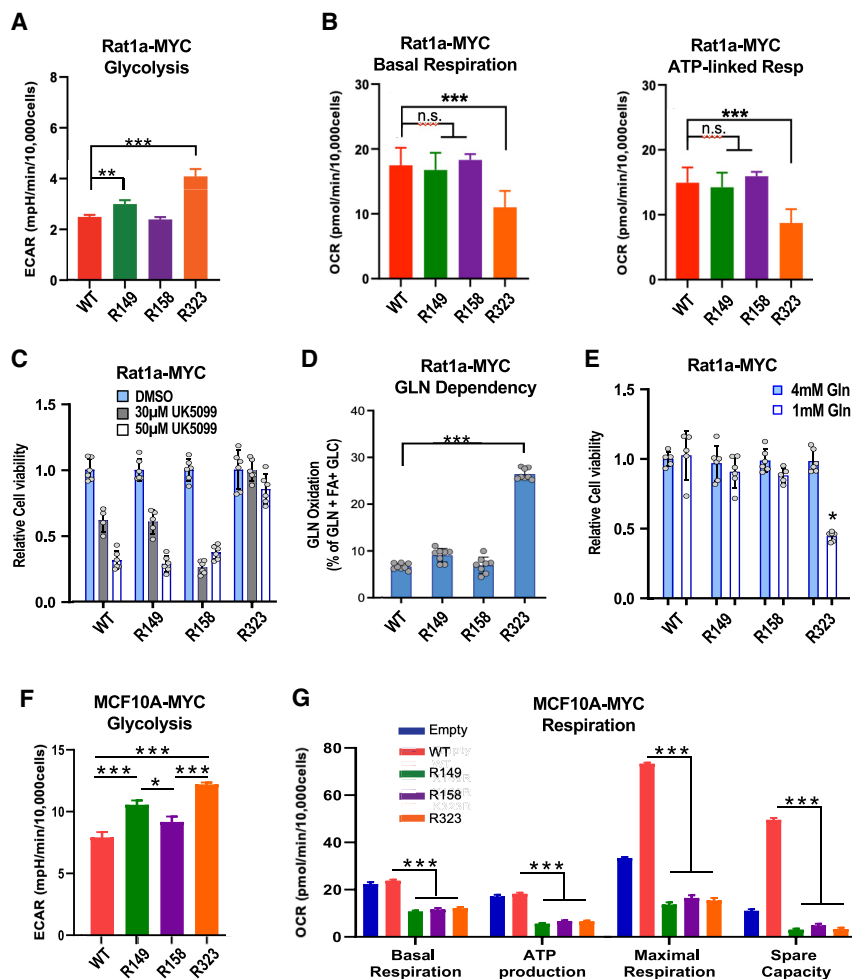 A
Rat1a-MYC
Glycolysis
ECAR (mpH/min/10,000cells)
6
4
2
0
***
**
WT
R149
R158
R323
B
Rat1a-MYC
Basal Respiration
OCR (pmol/min/10,000cells)
30
20
10
0
***
n.s.
WT
R149
R158
R323
Rat1a-MYC
ATP-linked Resp
OCR (pmol/min/10,000cells)
30
20
10
0
***
n.s.
WT
R149
R158
R323
C
Rat1a-MYC
DMSO
30µM UK5099
50µM UK5099
Relative Cell viability
1.5
1.0
0.5
0.0
WT
R149
R158
R323
D
Rat1a-MYC
GLN Dependency
GLN Oxidation
(% of GLN + FA+ GLC)
40
30
20
10
0
***
WT
R149
R158
R323
E
Rat1a-MYC
4mM Gln
1mM Gln
Relative Cell viability
1.5
1.0
0.5
0.0
*
WT
R149
R158
R323
F
MCF10A-MYC
Glycolysis
ECAR (mpH/min/10,000cells)
15
10
5
0
***
*** * ***
WT
R149
R158
R323
G
MCF10A-MYC
Respiration
Empty
WT
R149
R158
R323
OCR (pmol/min/10,000cells)
80
60
40
20
0
***
***
***
***
Basal
Respiration
ATP
production
Maximal
Respiration
Spare
Capacity